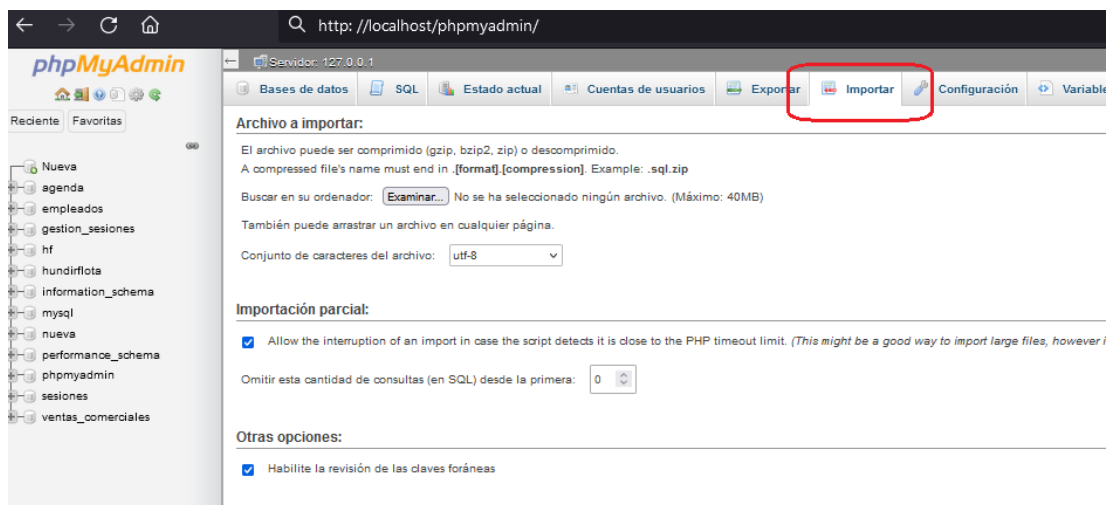 http: //localhost/phpmyadmin/
phpMyAdmin
Reciente Favoritas
Nueva
agenda
empleados
gestion_sesiones
hf
hundirflota
information_schema
mysql
nueva
performance_schema
phpmyadmin
sesiones
ventas_comerciales
Servidor: 127.0.0.1
Bases de datos SQL Estado actual Cuentas de usuarios Exportar Importar Configuración Variable
Archivo a importar:
El archivo puede ser comprimido (gzip, bzip2, zip) o descomprimido.
A compressed file's name must end in .[format].[compression]. Example: .sql.zip
Buscar en su ordenador: Examinar... No se ha seleccionado ningún archivo. (Máximo: 40MB)
También puede arrastrar un archivo en cualquier página.
Conjunto de caracteres del archivo: utf-8
Importación parcial:
Allow the interruption of an import in case the script detects it is close to the PHP timeout limit. (This might be a good way to import large files, however i
Omitir esta cantidad de consultas (en SQL) desde la primera: 0
Otras opciones:
Habilite la revisión de las claves foráneas